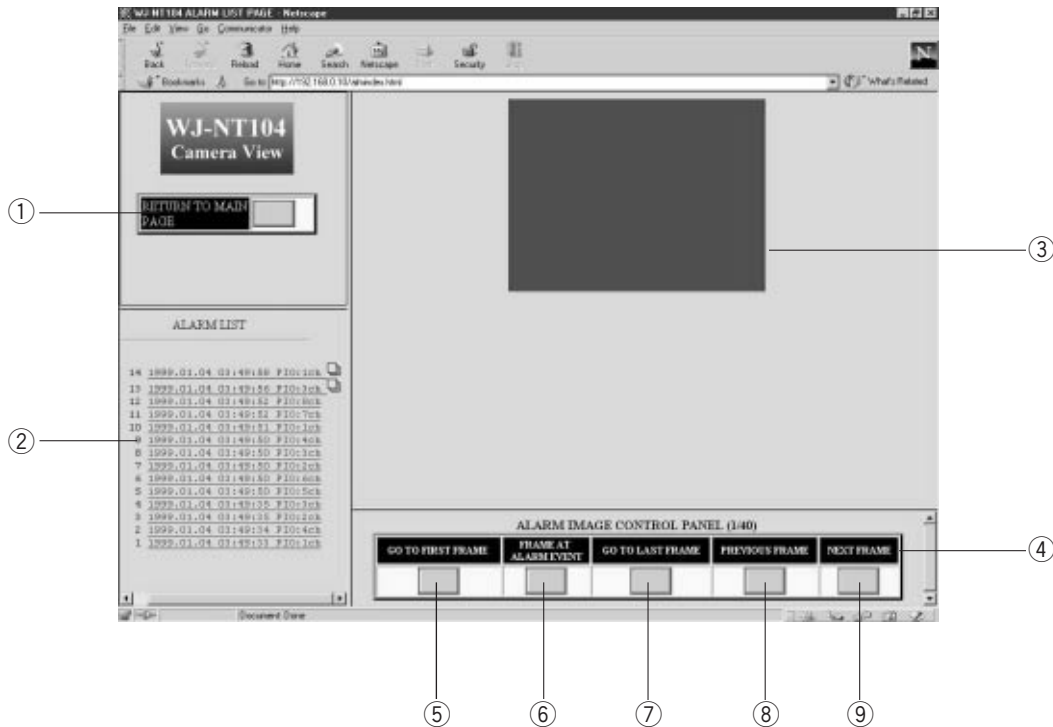 WJ-NT104 ALARM LIST PAGE - Netscape
File Edit View Go Communicator Help
Back Reload Home Search Netscape Security
Bookmarks Go to http://192.168.0.10/ What's Related
WJ-NT104
Camera View
RETURN TO MAIN
PAGE
①
③
ALARM LIST
14 1999.01.04 03:49:58 PIO:1ch
13 1999.01.04 03:49:56 PIO:3ch
12 1999.01.04 03:49:52 PIO:8ch
11 1999.01.04 03:49:52 PIO:7ch
10 1999.01.04 03:49:51 PIO:1ch
②
9 1999.01.04 03:49:50 PIO:4ch
8 1999.01.04 03:49:50 PIO:3ch
7 1999.01.04 03:49:50 PIO:2ch
6 1999.01.04 03:49:50 PIO:6ch
5 1999.01.04 03:49:50 PIO:5ch
4 1999.01.04 03:49:35 PIO:3ch
3 1999.01.04 03:49:35 PIO:2ch
2 1999.01.04 03:49:34 PIO:4ch
1 1999.01.04 03:49:33 PIO:1ch
ALARM IMAGE CONTROL PANEL (1/40)
GO TO FIRST FRAME
FRAME AT
ALARM EVENT
GO TO LAST FRAME
PREVIOUS FRAME
NEXT FRAME
④
Document Done
⑤ ⑥ ⑦ ⑧ ⑨